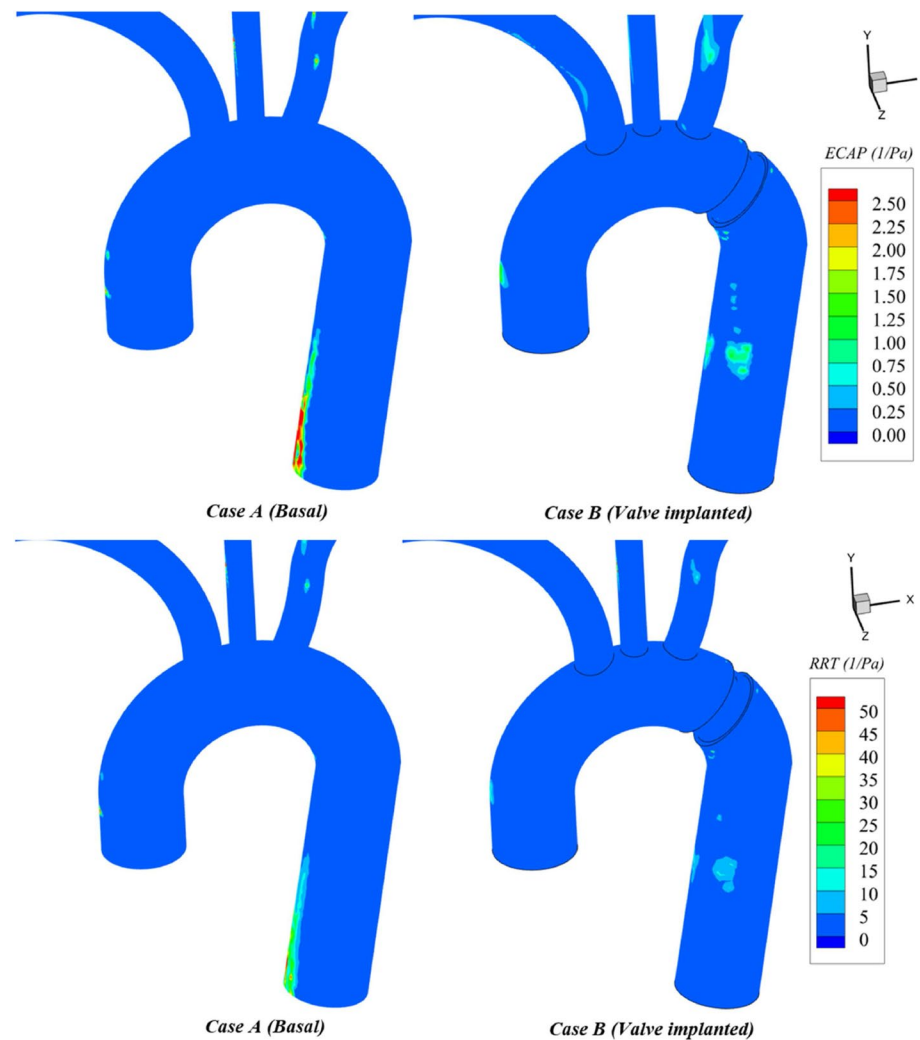 Y
Z
ECAP (1/Pa)
2.50
2.25
2.00
1.75
1.50
1.25
1.00
0.75
0.50
0.25
0.00
Case A (Basal)
Case B (Valve implanted)
Y
X
Z
RRT (1/Pa)
50
45
40
35
30
25
20
15
10
5
0
Case A (Basal)
Case B (Valve implanted)